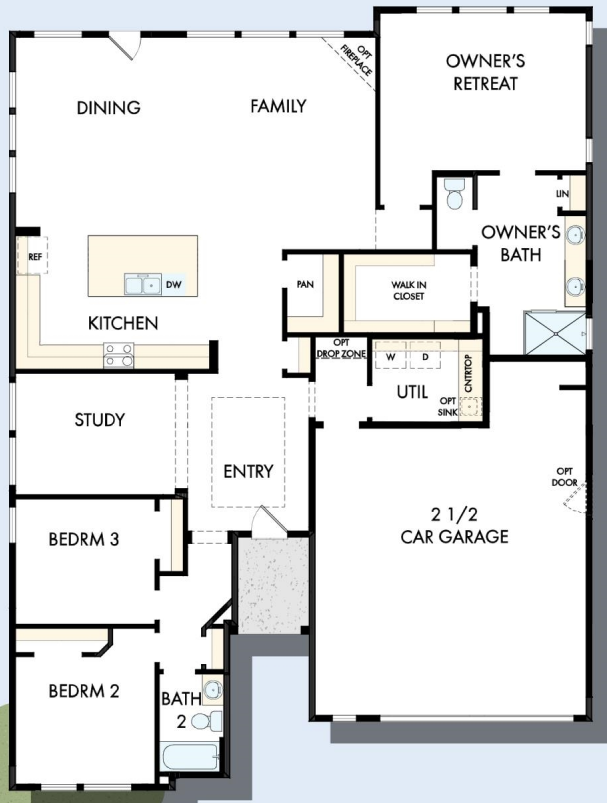 OPT
FIREPLACE
OWNER'S
RETREAT
DINING
FAMILY
LIN
OWNER'S
BATH
REF
DW
PAN
WALK IN
CLOSET
KITCHEN
OPT
DROP ZONE
W
D
CNTRTOP
UTIL
OPT
SINK
STUDY
ENTRY
OPT
DOOR
2 1/2
CAR GARAGE
BEDRM 3
BEDRM 2
BATH
2